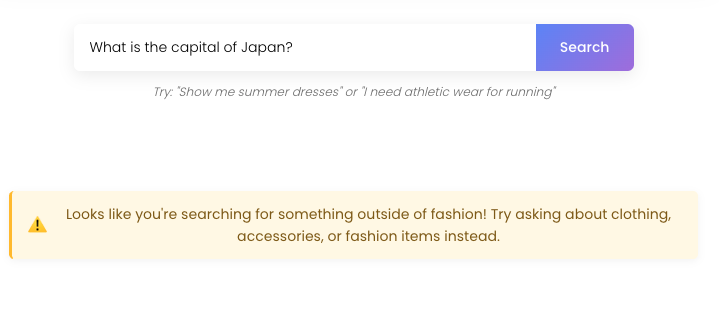 What is the capital of Japan?
Search
Try: "Show me summer dresses" or "I need athletic wear for running"
Looks like you're searching for something outside of fashion! Try asking about clothing,
accessories, or fashion items instead.